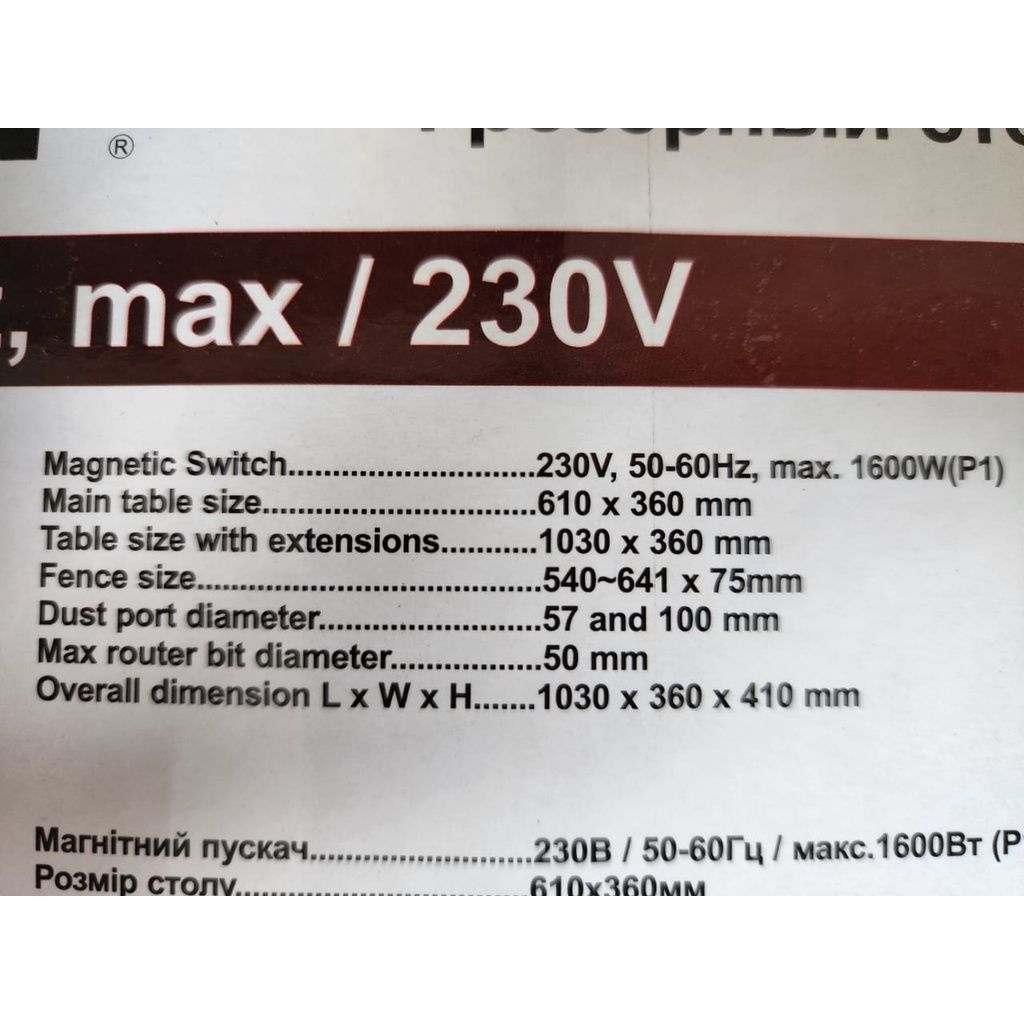 ®
, max / 230V
Magnetic Switch..............................230V, 50-60Hz, max. 1600W(P1)
Main table size.................................610 x 360 mm
Table size with extensions...........1030 x 360 mm
Fence size..........................................540~641 x 75mm
Dust port diameter...........................57 and 100 mm
Max router bit diameter..................50 mm
Overall dimension L x W x H.......1030 x 360 x 410 mm
Магнітний пускач...........................230В / 50-60Гц / макс.1600Вт (P
Розмір столу....................................610x360мм